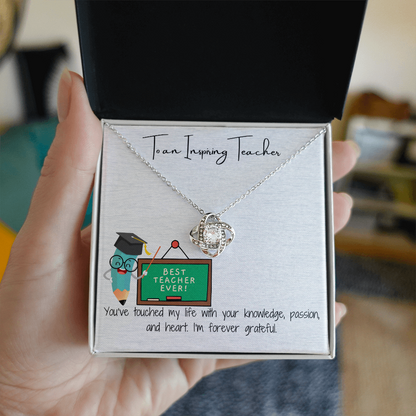 To an Inspiring Teacher
BEST
TEACHER
EVER!
You've touched my life with your knowledge, passion,
and heart. I'm forever grateful.